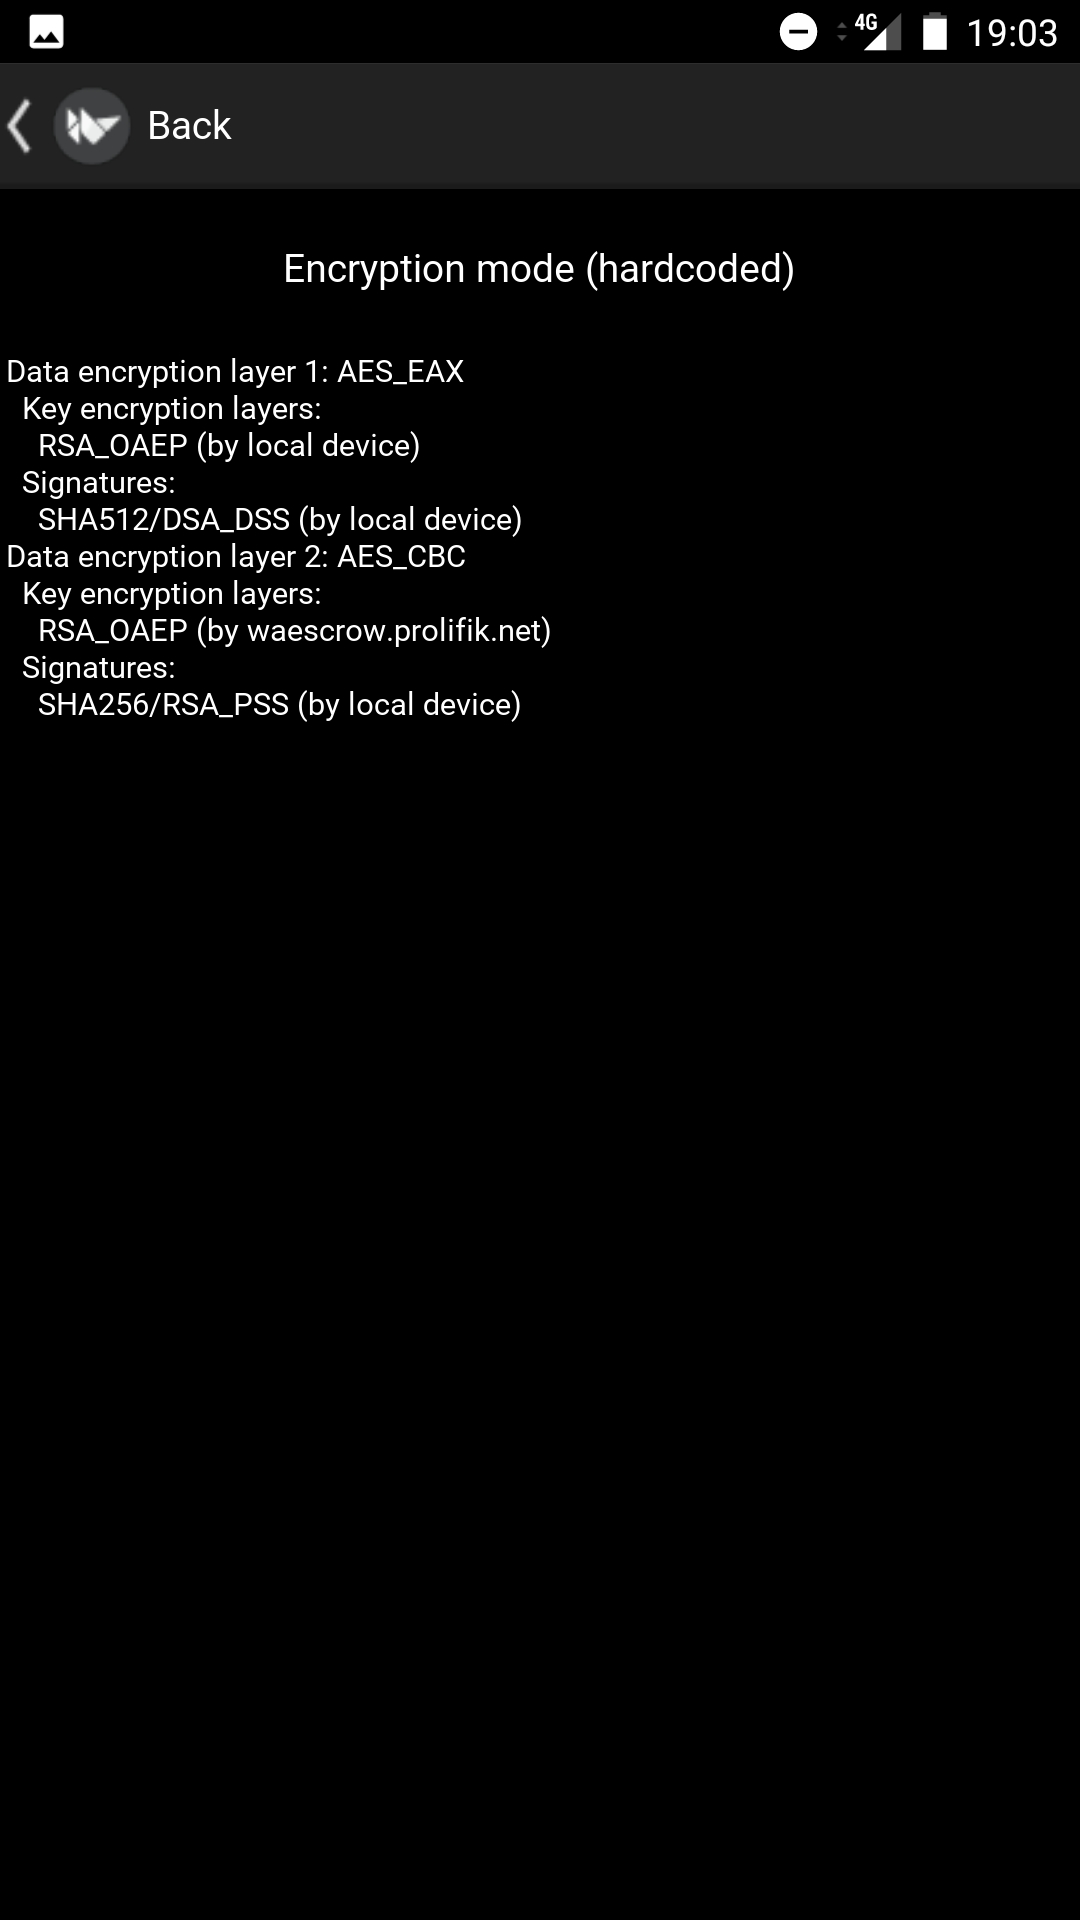 4G 19:03
Back
Encryption mode (hardcoded)
Data encryption layer 1: AES_EAX
Key encryption layers:
RSA_OAEP (by local device)
Signatures:
SHA512/DSA_DSS (by local device)
Data encryption layer 2: AES_CBC
Key encryption layers:
RSA_OAEP (by waescrow.prolifik.net)
Signatures:
SHA256/RSA_PSS (by local device)